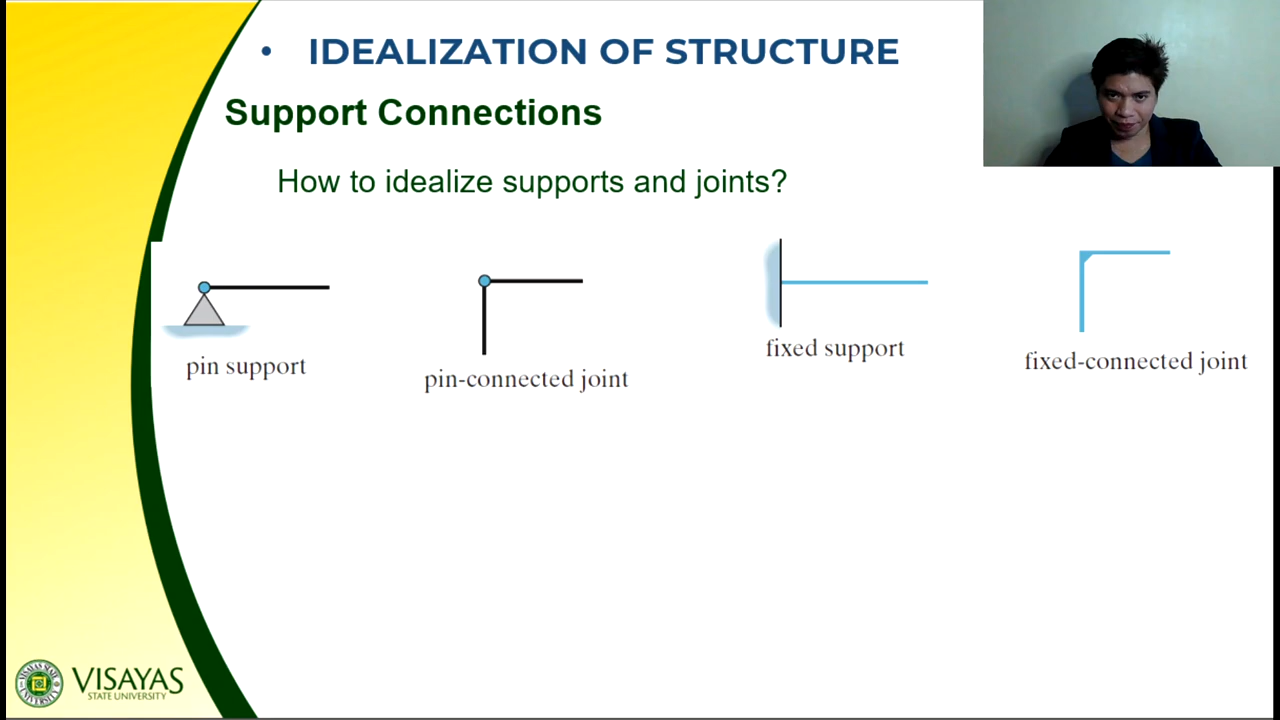 • IDEALIZATION OF STRUCTURE
Support Connections
How to idealize supports and joints?
pin support
pin-connected joint
fixed support
fixed-connected joint
VISAYAS
STATE UNIVERSITY